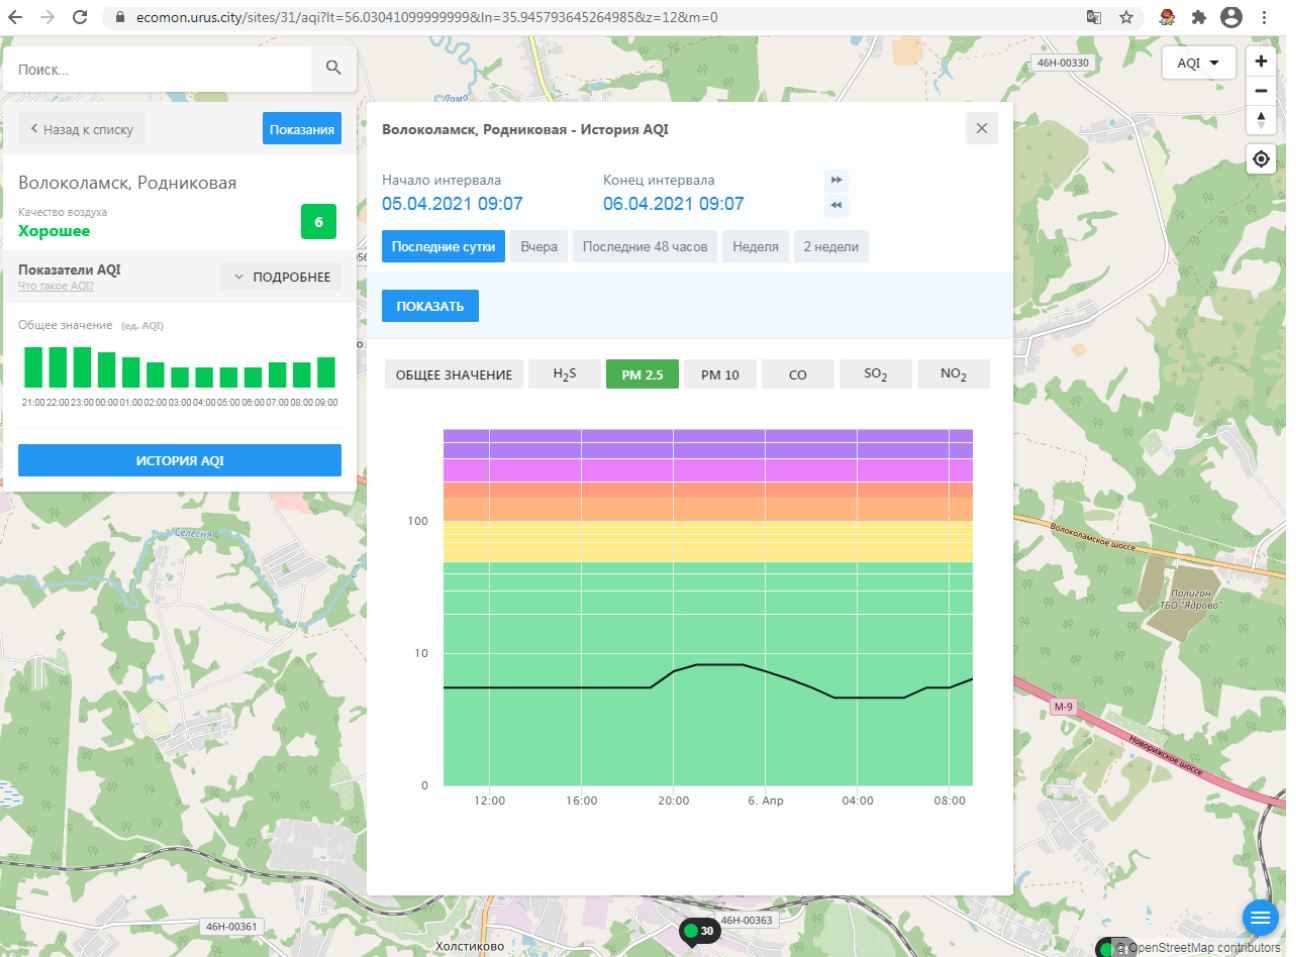 ecomon.urus.city/sites/31/aqi?lt=56.03041099999999&ln=35.945793645264985&z=12&m=0
Поиск...
46Н-00330
AQI
Лама
Назад к списку
Показания
Волоколамск, Родниковая - История AQI
Волоколамск, Родниковая
Качество воздуха
Хорошее
6
Начало интервала
Конец интервала
05.04.2021 09:07
06.04.2021 09:07
Последние сутки
Вчера
Последние 48 часов
Неделя
2 недели
Показатели AQI
Что такое AQI?
ПОДРОБНЕЕ
ПОКАЗАТЬ
Общее значение (ед. AQI)
21:00 22:00 23:00 00:00 01:00 02:00 03:00 04:00 05:00 06:00 07:00 08:00 09:00
ИСТОРИЯ AQI
ОБЩЕЕ ЗНАЧЕНИЕ
H2S
PM 2.5
PM 10
CO
SO2
NO2
100
10
0
12:00
16:00
20:00
6. Апр
04:00
08:00
Селесня
Волоколамское шоссе
Полигон
ТБО "Ядрово"
М-9
Новорижское шоссе
46Н-00361
Холстиково
30
46Н-00363
© OpenStreetMap contributors